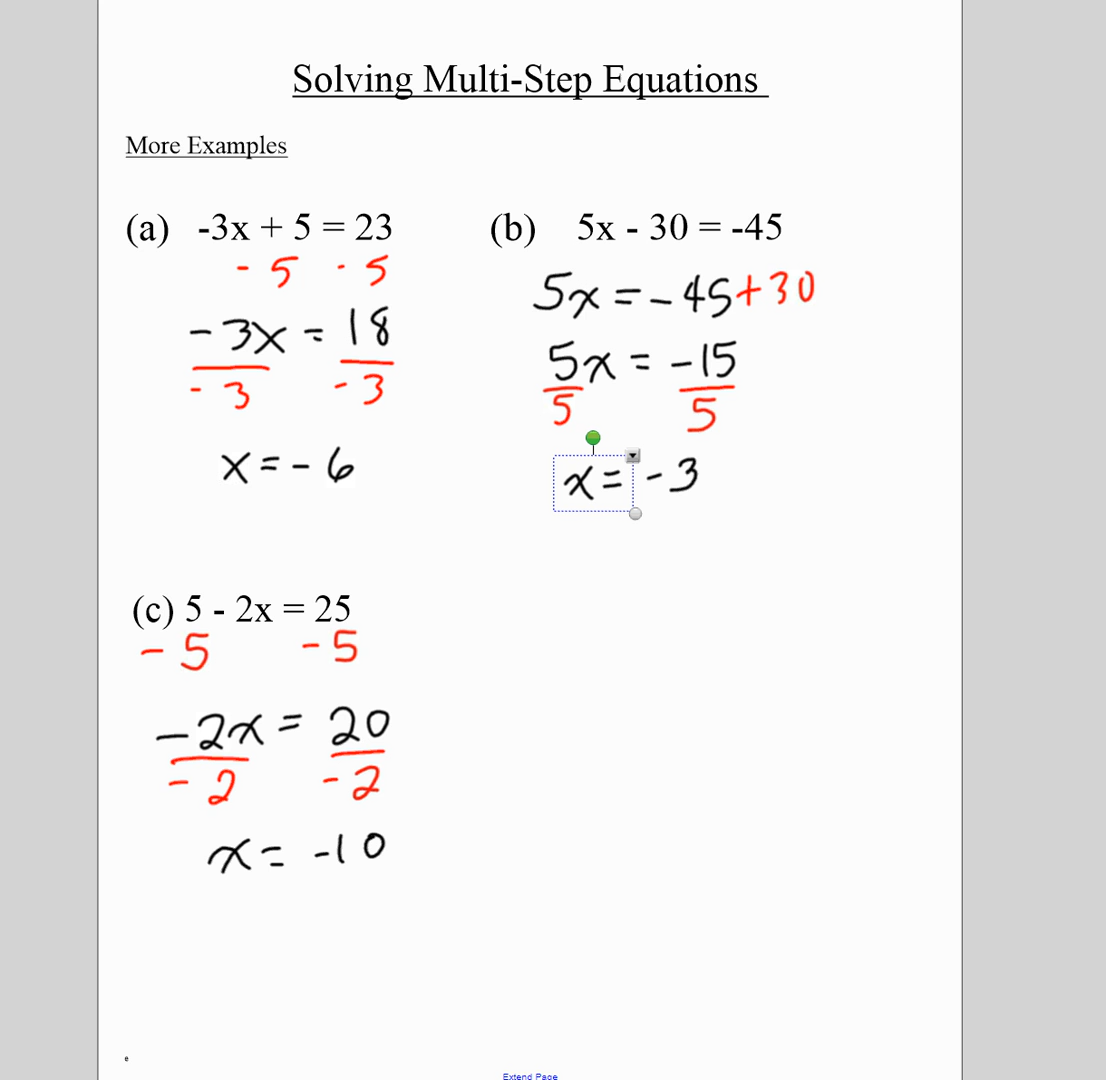 Solving Multi-Step Equations
More Examples
(a) -3x + 5 = 23
- 5 - 5
- 3x = 18
- 3 - 3
x = - 6
(b) 5x - 30 = -45
5x = - 45 + 30
5x = -15
5 5
x = - 3
(c) 5 - 2x = 25
- 5 - 5
- 2x = 20
- 2 - 2
x = -10
e
Extend Page